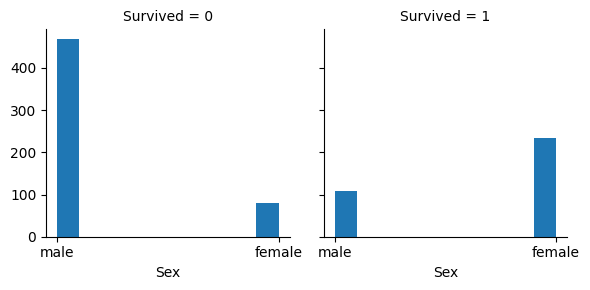 Survived = 0
Survived = 1
400
300
200
100
0
male
female
male
female
Sex
Sex